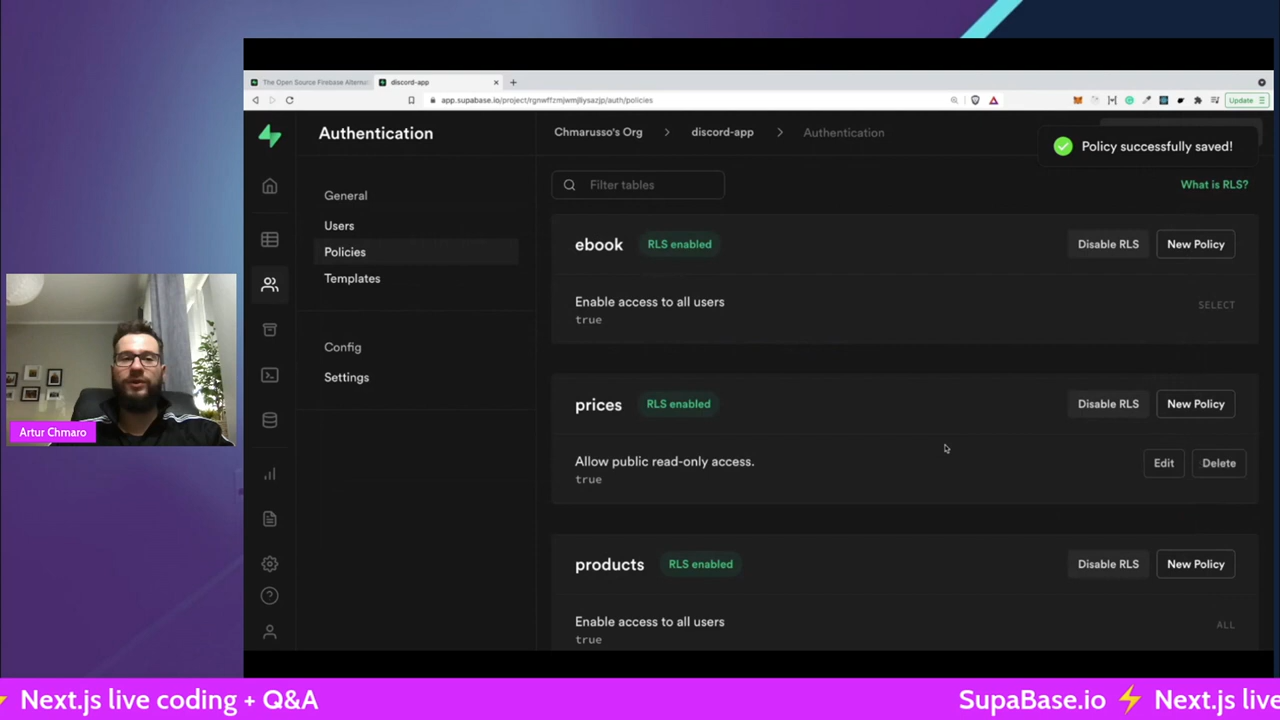 The Open Source Firebase Alterna
discord-app
app.supabase.io/project/rgnwffzmjwmjliysazjp/auth/policies
Update
Authentication
Chmarusso's Org > discord-app > Authentication
Policy successfully saved!
General
Users
Policies
Templates
Config
Settings
Filter tables
What is RLS?
ebook RLS enabled Disable RLS New Policy
Enable access to all users SELECT
true
prices RLS enabled Disable RLS New Policy
Allow public read-only access. Edit Delete
true
products RLS enabled Disable RLS New Policy
Enable access to all users ALL
true
Artur Chmaro
⚡ Next.js live coding + Q&A SupaBase.io ⚡ Next.js live